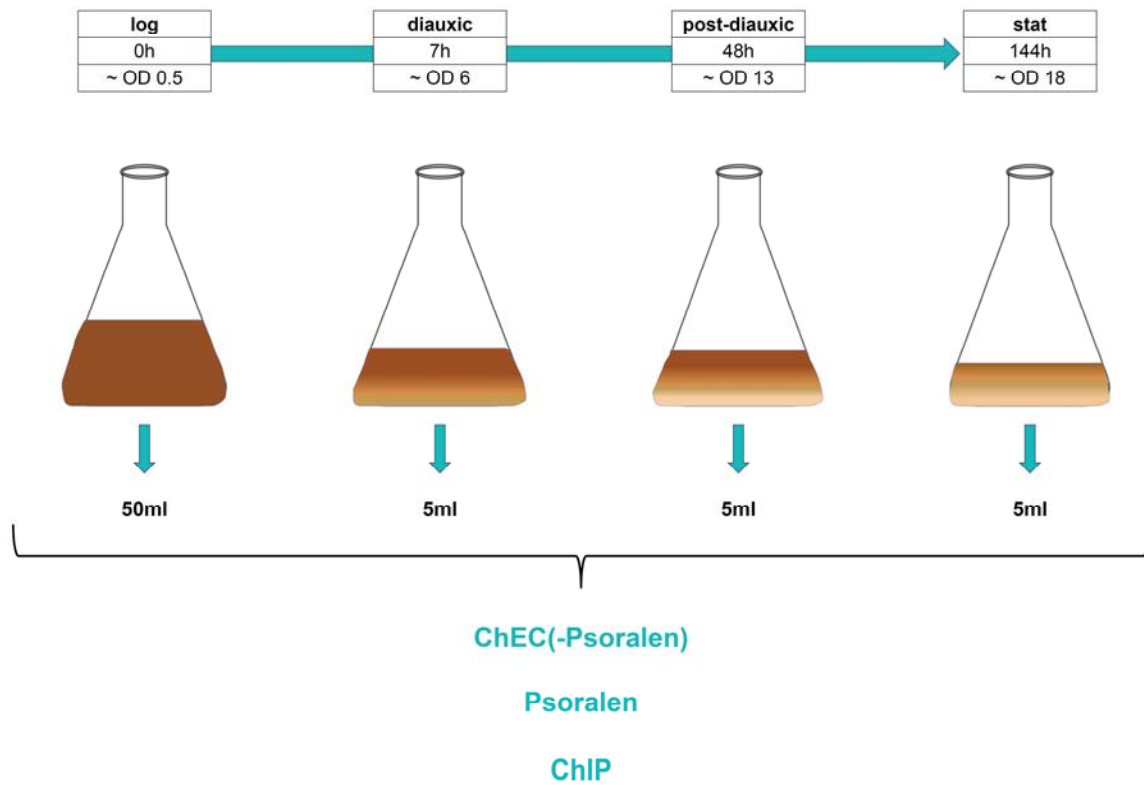 log diauxic post-diauxic stat
0h 7h 48h 144h
~ OD 0.5 ~ OD 6 ~ OD 13 ~ OD 18
50ml 5ml 5ml 5ml
ChEC(-Psoralen)
Psoralen
ChIP